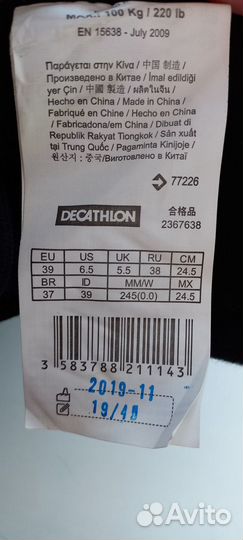 MAX.: 100 Kg / 220 lb
EN 15638 - July 2009
Παράγεται στην Κίνα / 中国 制造 /
Произведено в Китае / İmal edildiği
yer Çin / 中國 製造 / ผลิตในจีน /
Hecho en China / Made in China /
Fabriqué en Chine / Hecho en China
/ Fabricado/a em China / Dibuat di
Republik Rakyat Tiongkok / Sản xuất
tại Trung Quốc / Pagaminta Kinijoje /
원산지 : 중국/Виготовлено в Китаї
77226
DECATHLON
合格品
2367638
EU US UK RU CM
39 6.5 5.5 38 24.5
BR ID MM/W MX
37 39 245(0.0) 24.5
3 583788 211143
2019-11
19/45
Avito